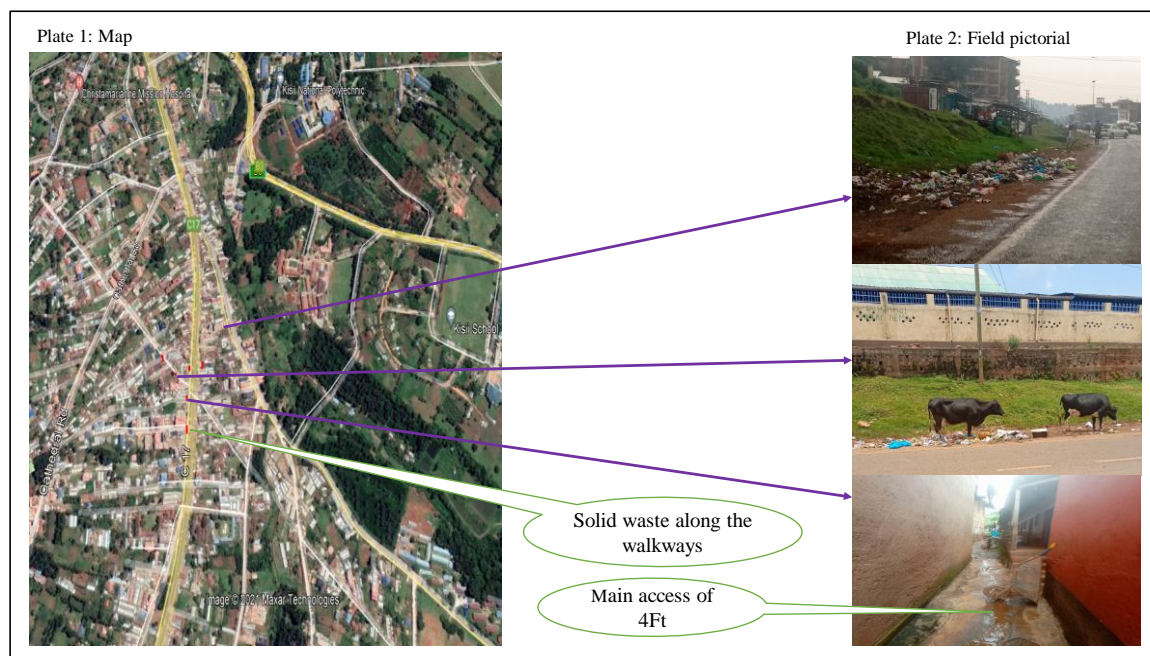 Plate 1: Map
Plate 2: Field pictorial
Kisii National Polytechnic
C17
Kisii School
Cathedral Rd
C 17
Solid waste along the
walkways
Image © 2021 Maxar Technologies
Main access of
4Ft